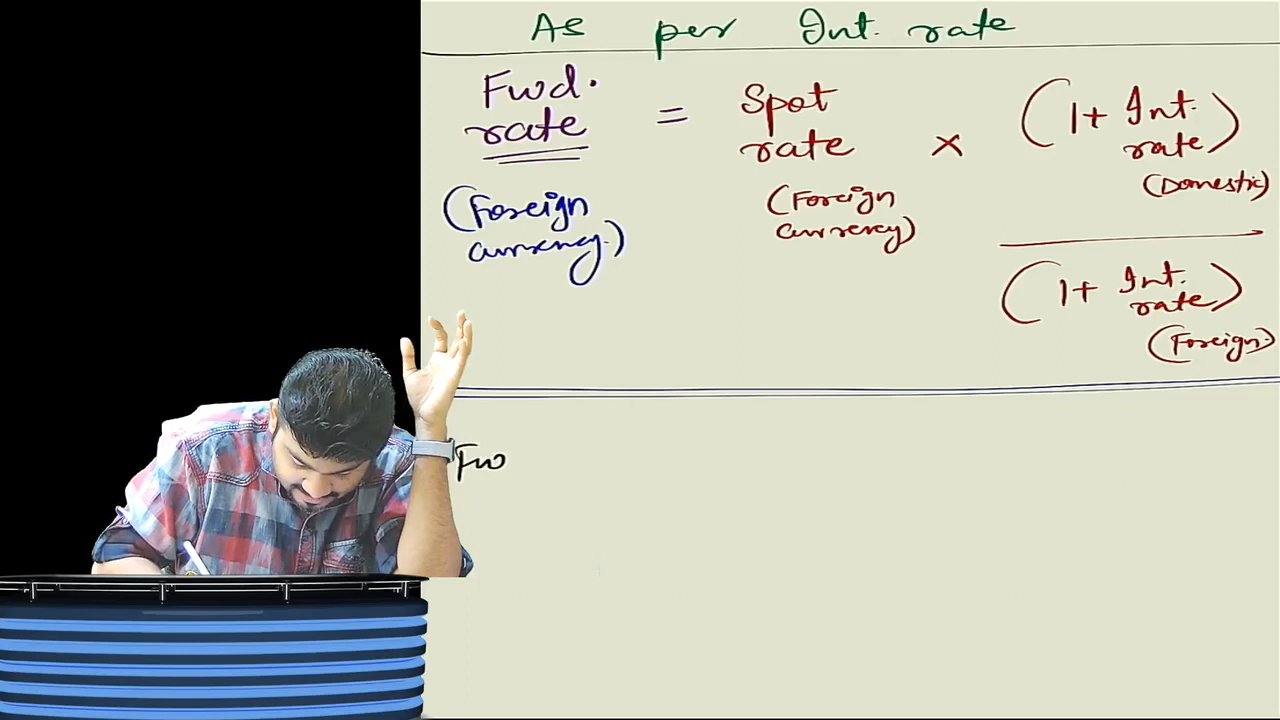 As per Int. rate
Fwd. rate = Spot rate × (1+ Int. rate)
(Domestic)
(Foreign currency) (Foreign currency)
(1+ Int. rate)
(Foreign)
Fw